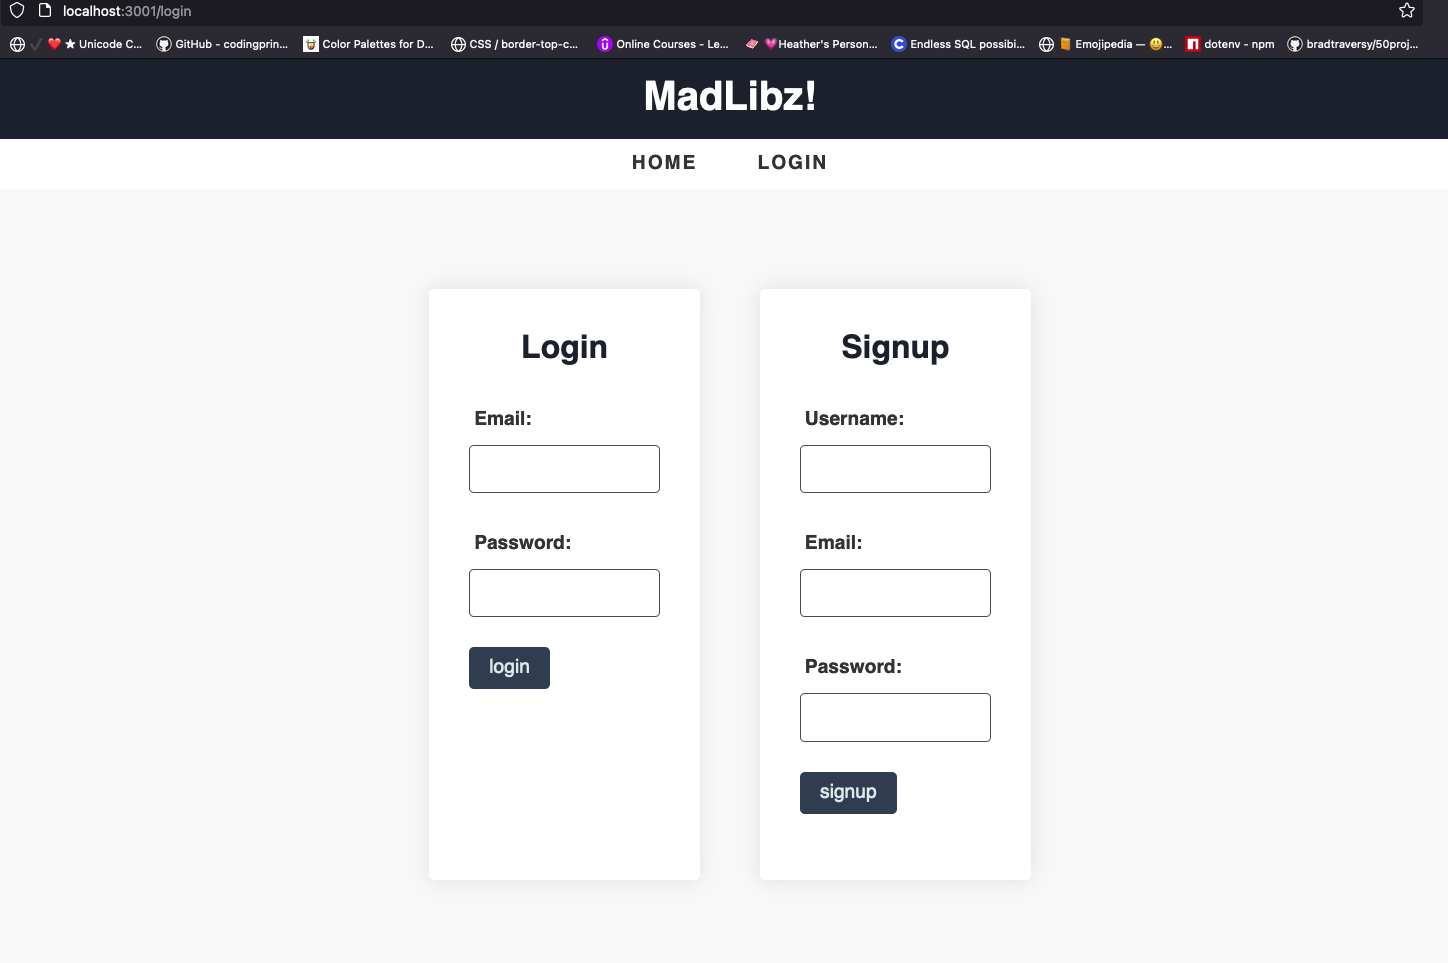 localhost:3001/login
Unicode C... GitHub - codingprin... Color Palettes for D... CSS / border-top-c... Online Courses - Le... 💗Heather's Person... Endless SQL possibi... Emojipedia — 😃... dotenv - npm bradtraversy/50proj...
MadLibz!
HOME LOGIN
Login
Email:
Password:
login
Signup
Username:
Email:
Password:
signup